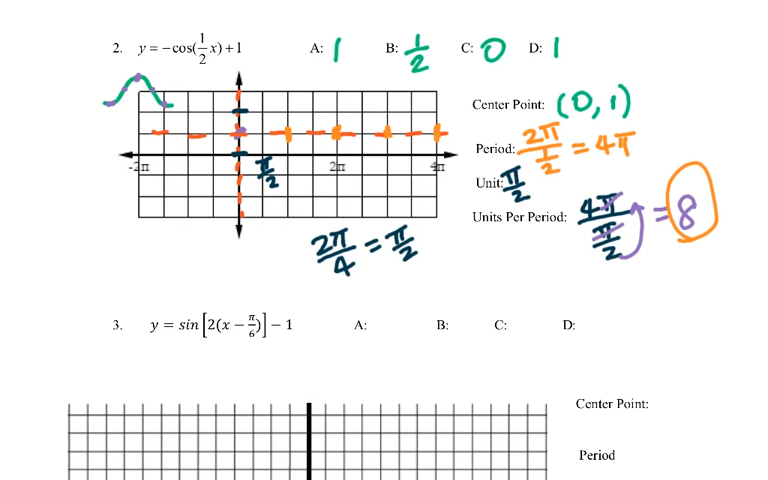 2. y = −cos(1/2 x) + 1 A: 1 B: 1/2 C: 0 D: 1
Center Point: (0, 1)
Period: 2π/(1/2) = 4π
-2π π/2 2π 4π
Unit: π/2
Units Per Period: 4π/(π/2) = 8
2π/4 = π/2
3. y = sin[2(x − π/6)] − 1 A: B: C: D:
Center Point:
Period